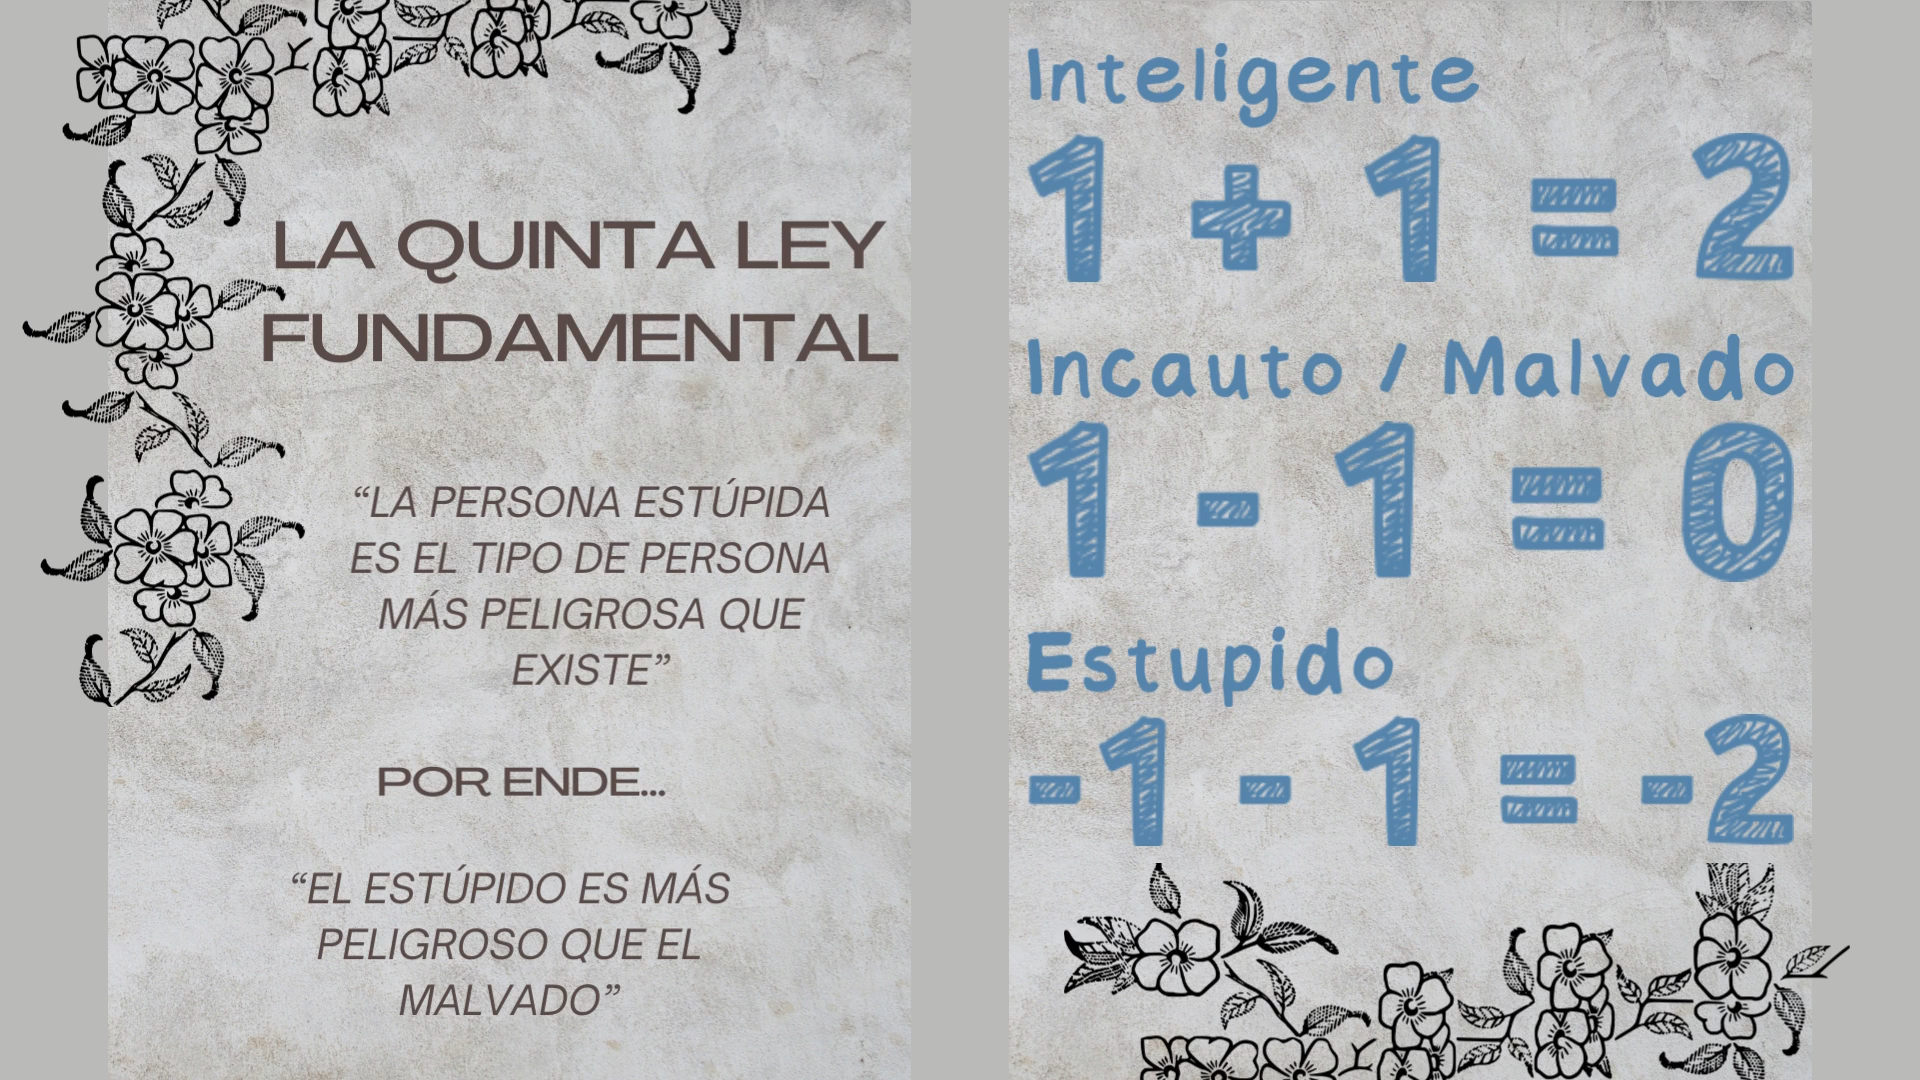 LA QUINTA LEY
FUNDAMENTAL
“LA PERSONA ESTÚPIDA
ES EL TIPO DE PERSONA
MÁS PELIGROSA QUE
EXISTE”
POR ENDE...
“EL ESTÚPIDO ES MÁS
PELIGROSO QUE EL
MALVADO”
Inteligente
1 + 1 = 2
Incauto / Malvado
1 - 1 = 0
Estupido
-1 - 1 = -2